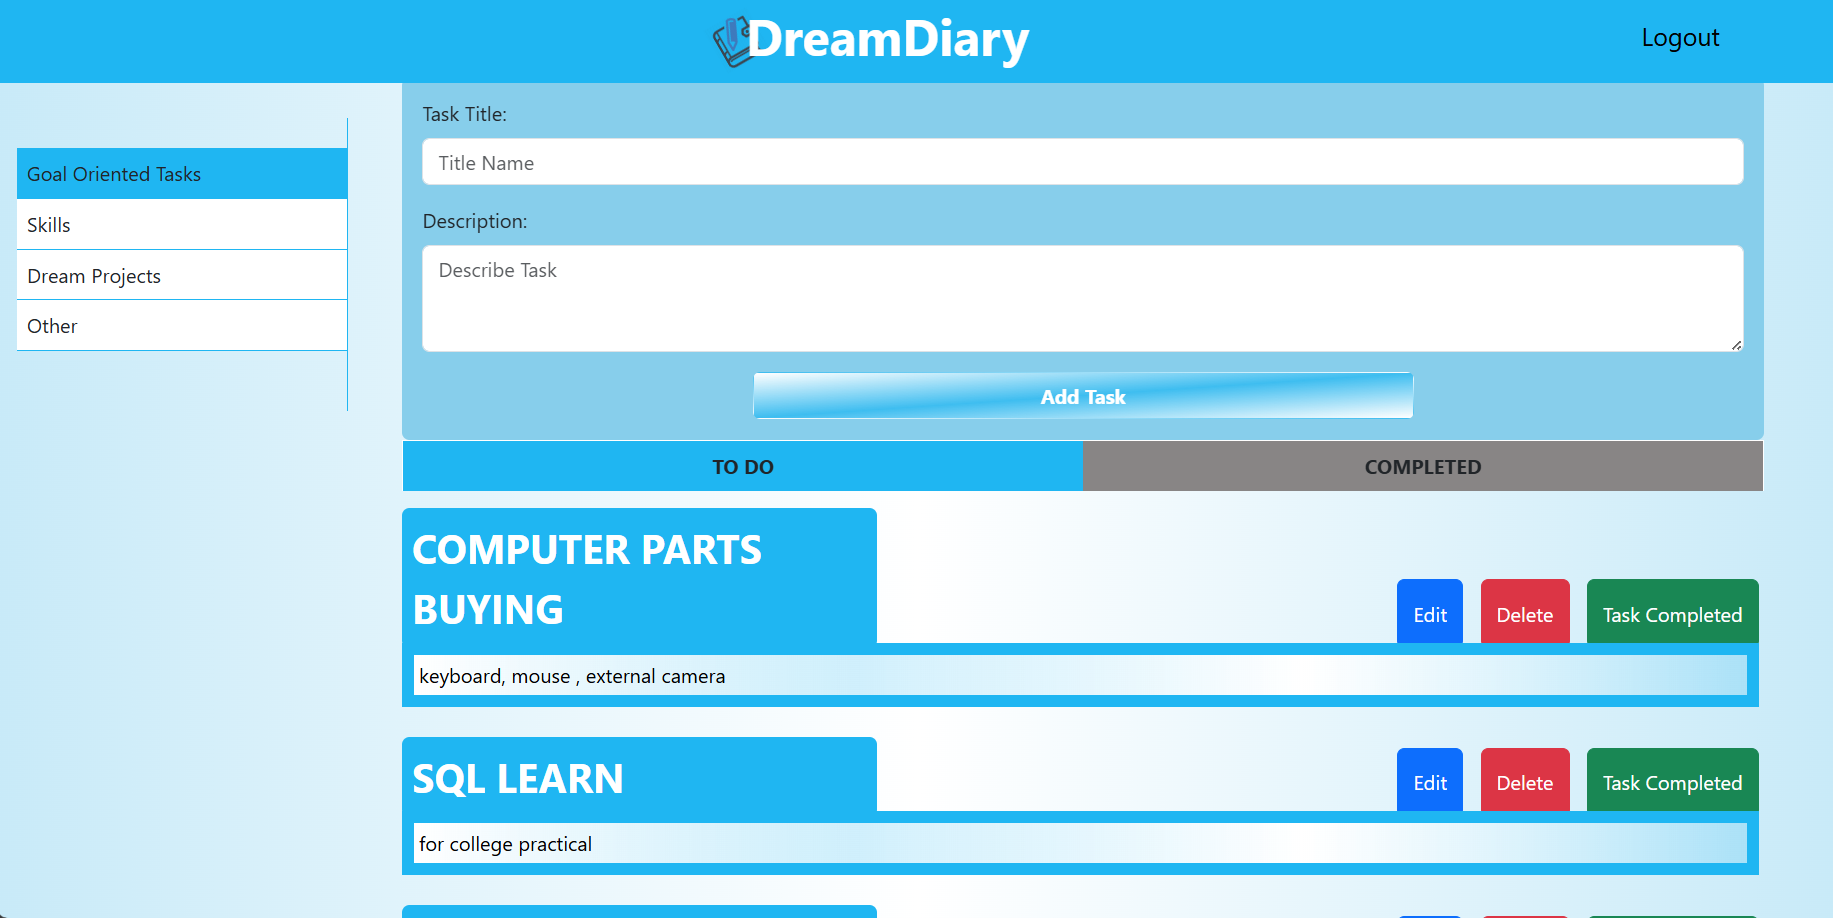 DreamDiary
Logout
Goal Oriented Tasks
Skills
Dream Projects
Other
Task Title:
Title Name
Description:
Describe Task
Add Task
TO DO
COMPLETED
COMPUTER PARTS
BUYING
Edit
Delete
Task Completed
keyboard, mouse , external camera
SQL LEARN
Edit
Delete
Task Completed
for college practical